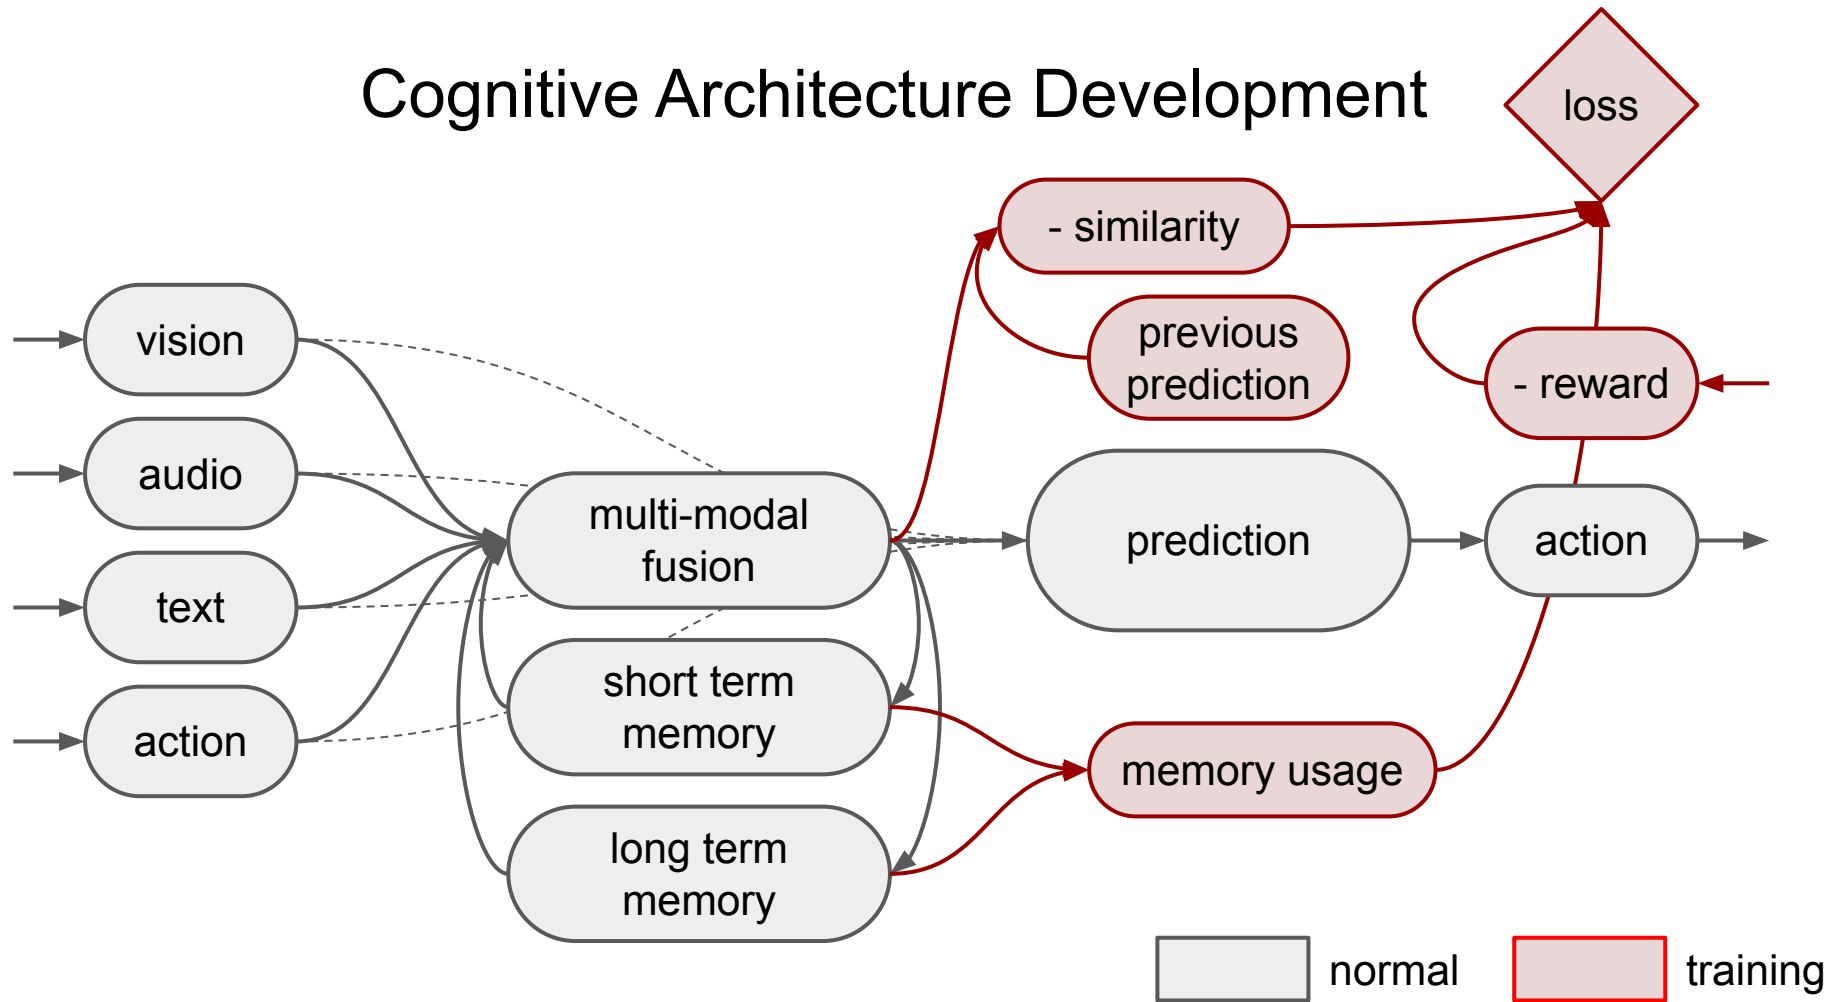 Cognitive Architecture Development
loss
- similarity
previous
prediction
- reward
vision
audio
text
action
multi-modal
fusion
short term
memory
long term
memory
prediction
action
memory usage
normal
training